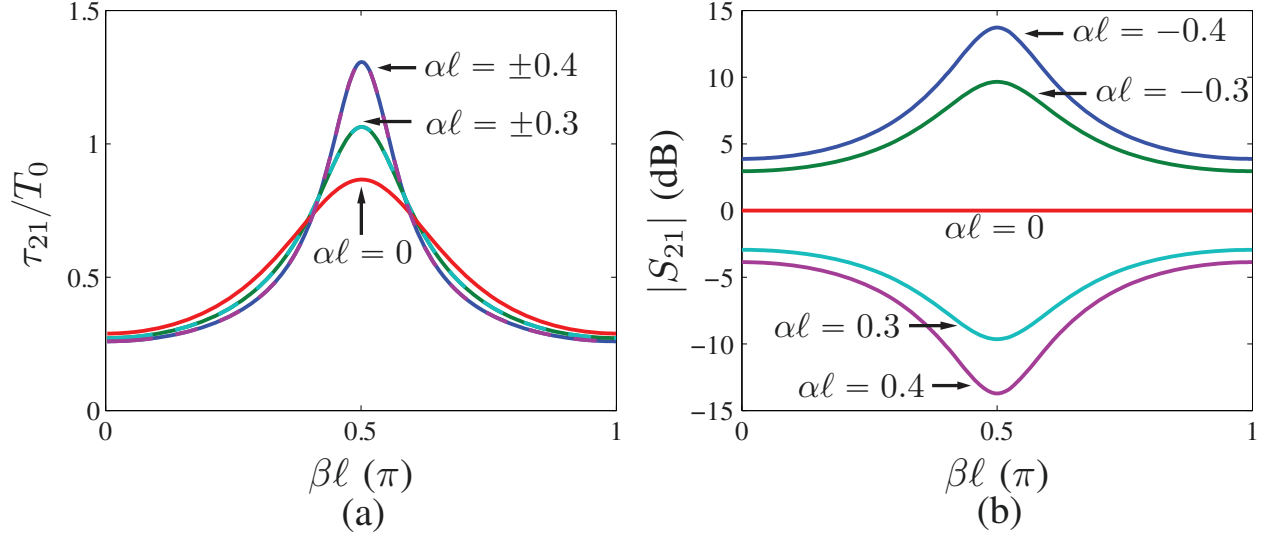 1.5
1
0.5
0
τ₂₁/T₀
αℓ = ±0.4
αℓ = ±0.3
αℓ = 0
0
0.5
1
βℓ (π)
(a)
15
10
5
0
−5
−10
−15
|S₂₁| (dB)
αℓ = −0.4
αℓ = −0.3
αℓ = 0
αℓ = 0.3
αℓ = 0.4
0
0.5
1
βℓ (π)
(b)